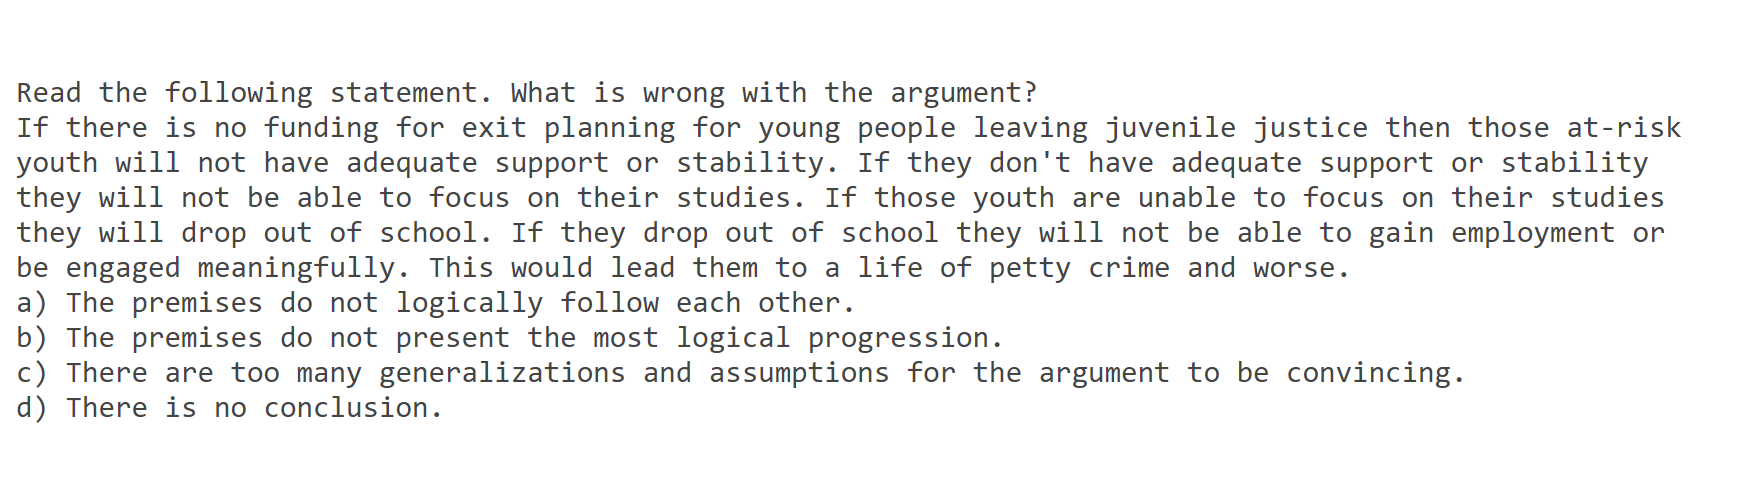 Read the following statement. What is wrong with the argument?
If there is no funding for exit planning for young people leaving juvenile justice then those at-risk
youth will not have adequate support or stability. If they don't have adequate support or stability
they will not be able to focus on their studies. If those youth are unable to focus on their studies
they will drop out of school. If they drop out of school they will not be able to gain employment or
be engaged meaningfully. This would lead them to a life of petty crime and worse.
a) The premises do not logically follow each other.
b) The premises do not present the most logical progression.
c) There are too many generalizations and assumptions for the argument to be convincing.
d) There is no conclusion.